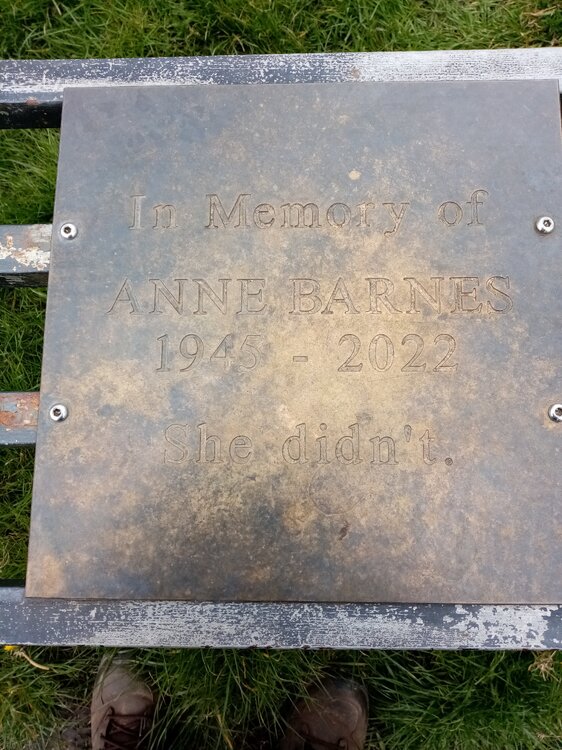 In Memory of
ANNE BARNES
1945 - 2022
She didn't.